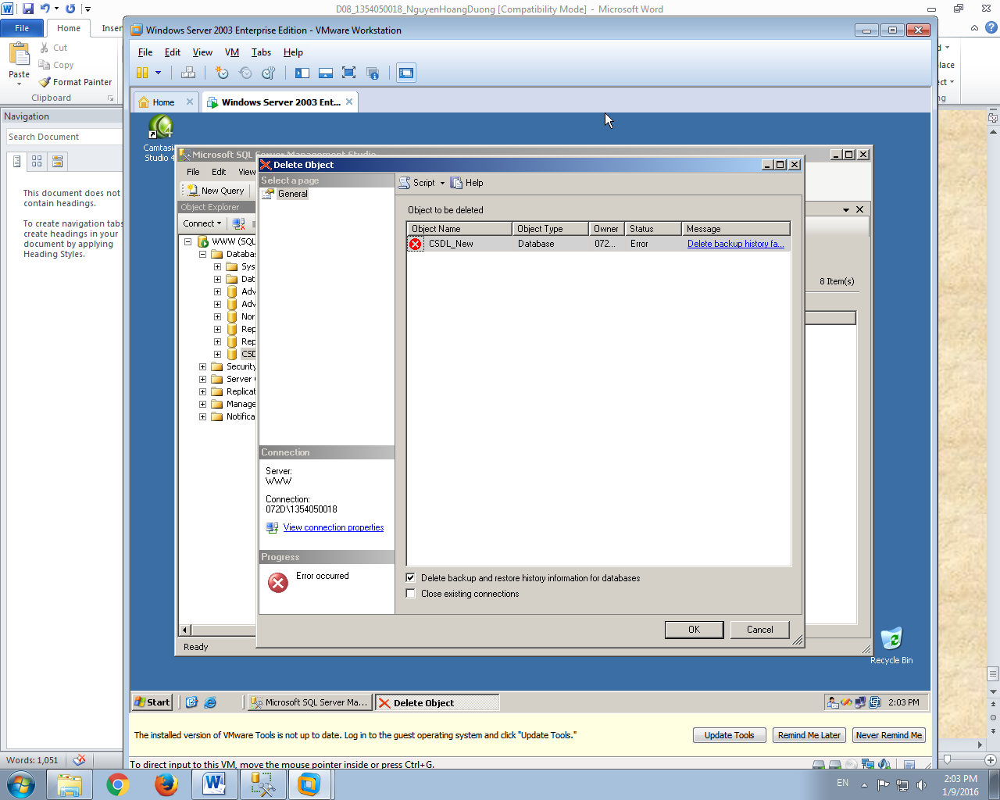 D08_1354050018_NguyenHoangDuong [Compatibility Mode] - Microsoft Word
File
Home
Inser
Cut
Copy
Paste
Format Painter
Clipboard
Navigation
Search Document
This document does not
contain headings.
To create navigation tabs,
create headings in your
document by applying
Heading Styles.
Words: 1,051
Windows Server 2003 Enterprise Edition - VMware Workstation
File Edit View VM Tabs Help
Home
Windows Server 2003 Ent...
Studio 4
Microsoft SQL Server Management Studio
File Edit View
New Query
Object Explorer
Connect
WWW (SQL
Databas
Sys
Dat
Adv
Adv
Nor
Rep
Rep
CSD
Security
Server
Replicat
Manage
Notifica
Ready
8 Item(s)
Delete Object
Select a page
General
Script
Help
Object to be deleted
Object Name Object Type Owner Status Message
CSDL_New Database 072... Error Delete backup history fa...
Connection
Server:
WWW
Connection:
072D\1354050018
View connection properties
Progress
Error occurred
Delete backup and restore history information for databases
Close existing connections
OK
Cancel
Recycle Bin
Start
Microsoft SQL Server Ma...
Delete Object
2:03 PM
The installed version of VMware Tools is not up to date. Log in to the guest operating system and click "Update Tools."
Update Tools
Remind Me Later
Never Remind Me
To direct input to this VM, move the mouse pointer inside or press Ctrl+G.
EN
2:03 PM
1/9/2016